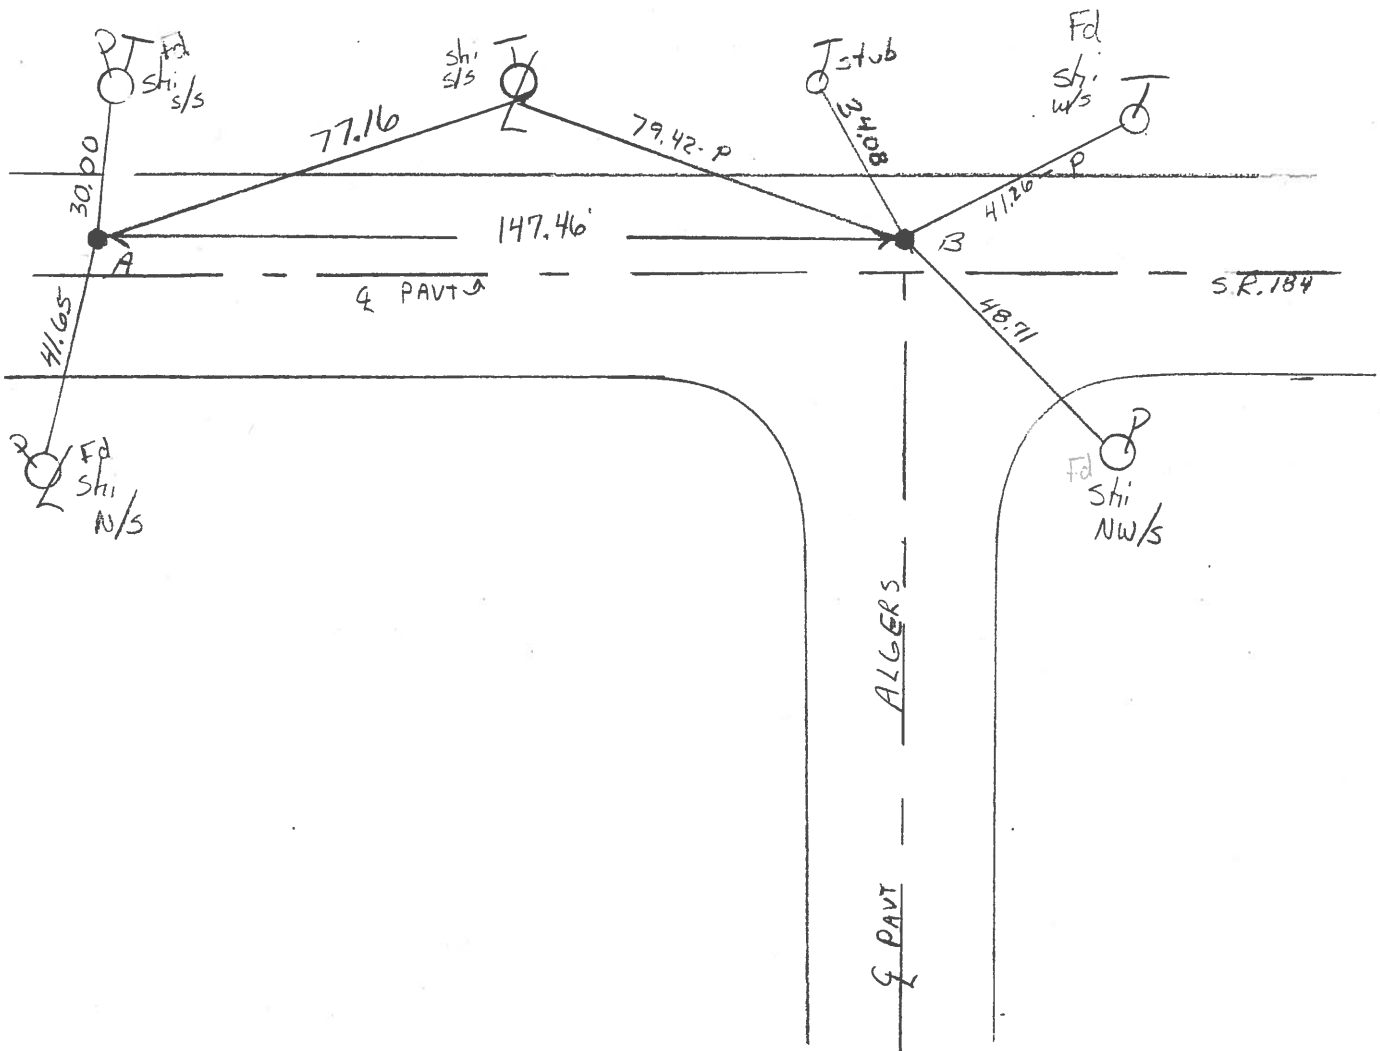 P T Fd
Shi
S/S
Shi
S/S
T
L
T stub
Fd
Shi
W/S
T
30.00
77.16
79.42 - P
34.08
41.26
P
147.46'
A
B
℄ PAVT
S.R. 184
41.65
48.71
P
Fd
Shi
N/S
L
P
Fd
Shi
NW/S
℄ PAVT ALGERS